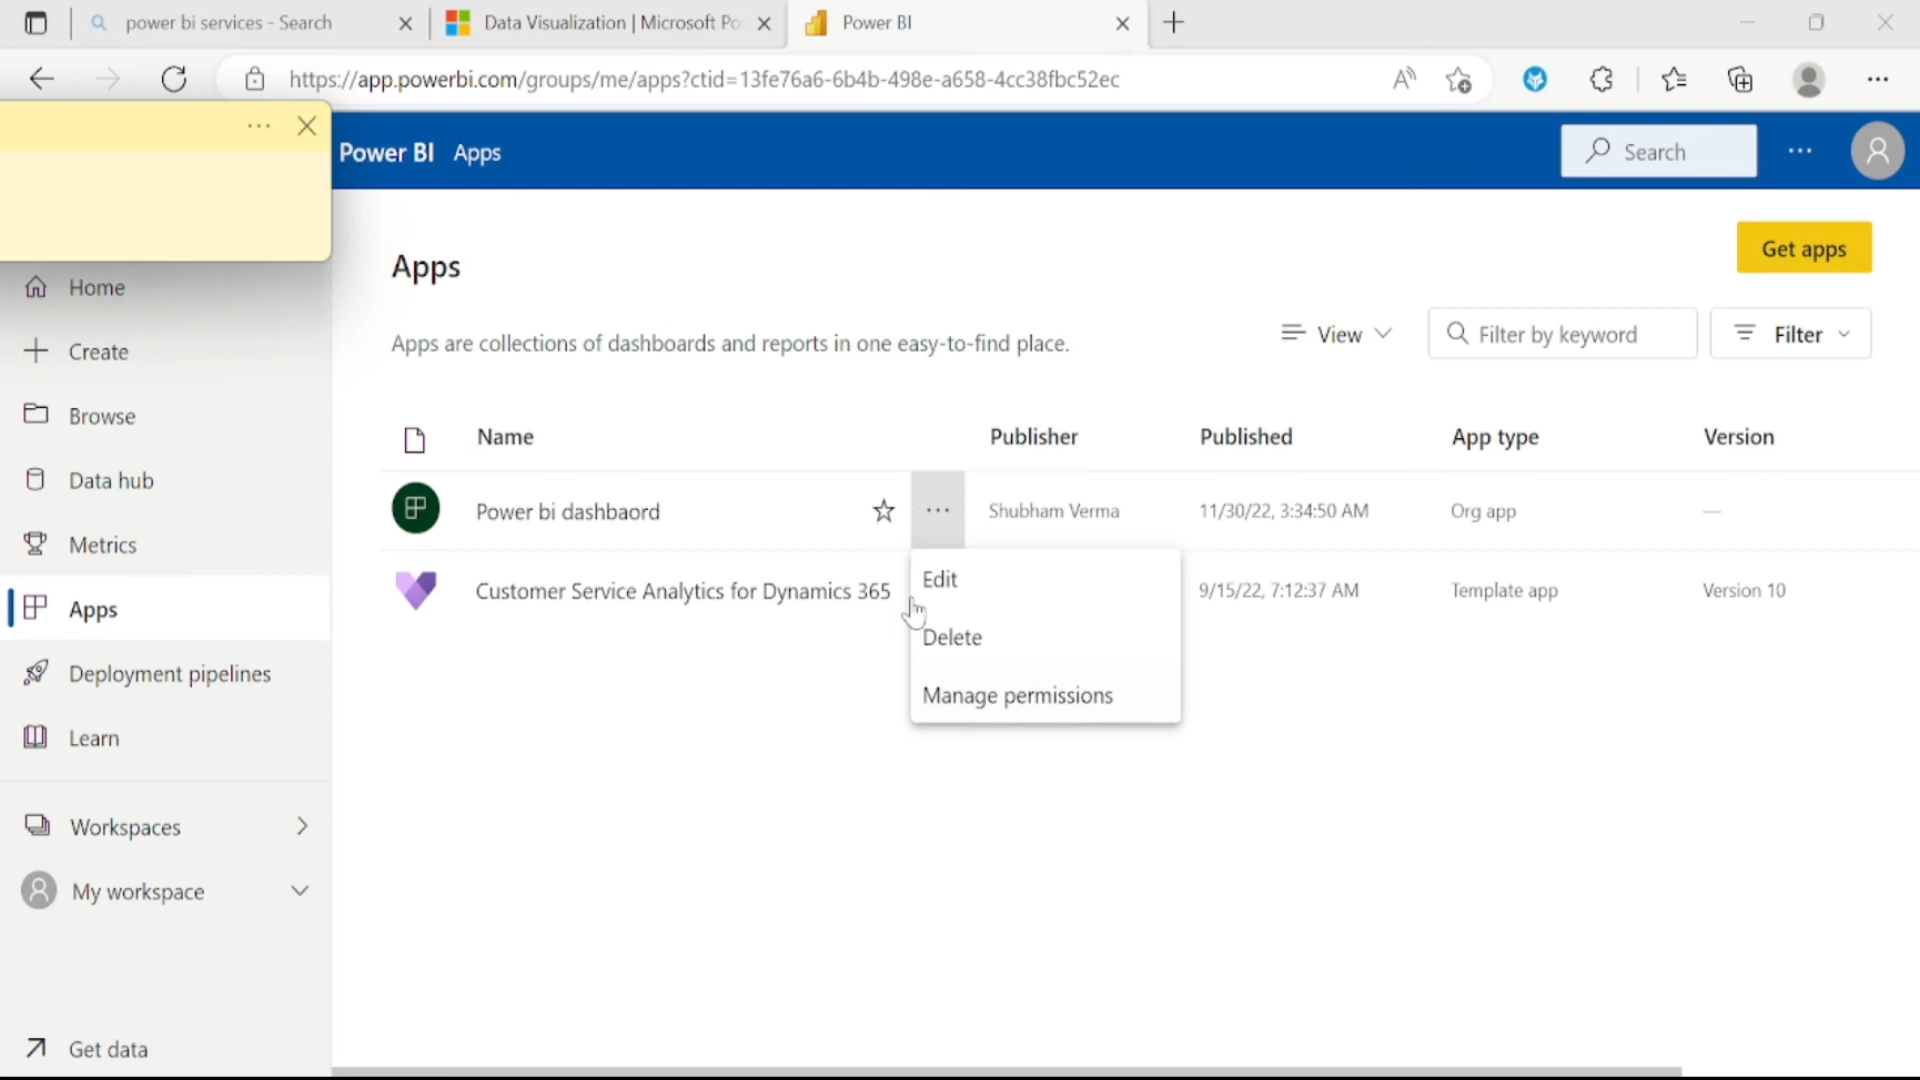 power bi services - Search
Data Visualization | Microsoft Po
Power BI
https://app.powerbi.com/groups/me/apps?ctid=13fe76a6-6b4b-498e-a658-4cc38fbc52ec
Power BI Apps
Search
Get apps
Apps
Apps are collections of dashboards and reports in one easy-to-find place.
View
Filter by keyword
Filter
Name Publisher Published App type Version
Power bi dashbaord Shubham Verma 11/30/22, 3:34:50 AM Org app —
Customer Service Analytics for Dynamics 365 9/15/22, 7:12:37 AM Template app Version 10
Edit
Delete
Manage permissions
Home
Create
Browse
Data hub
Metrics
Apps
Deployment pipelines
Learn
Workspaces
My workspace
Get data